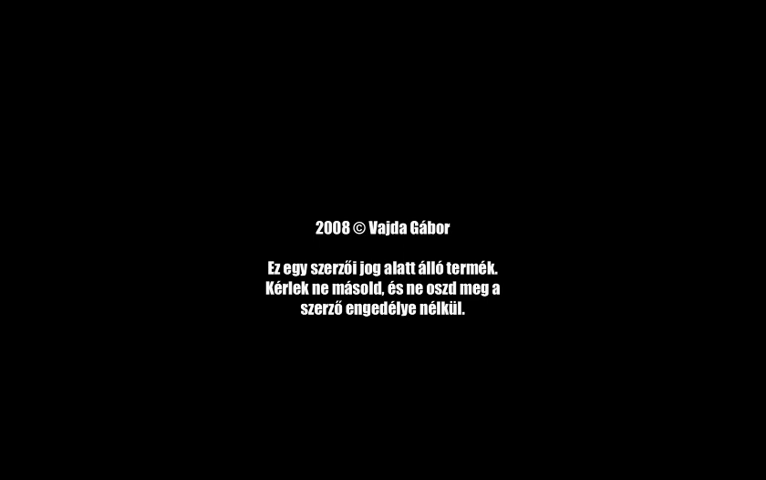 2008 © Vajda Gábor
Ez egy szerzői jog alatt álló termék.
Kérlek ne másold, és ne oszd meg a
szerző engedélye nélkül.